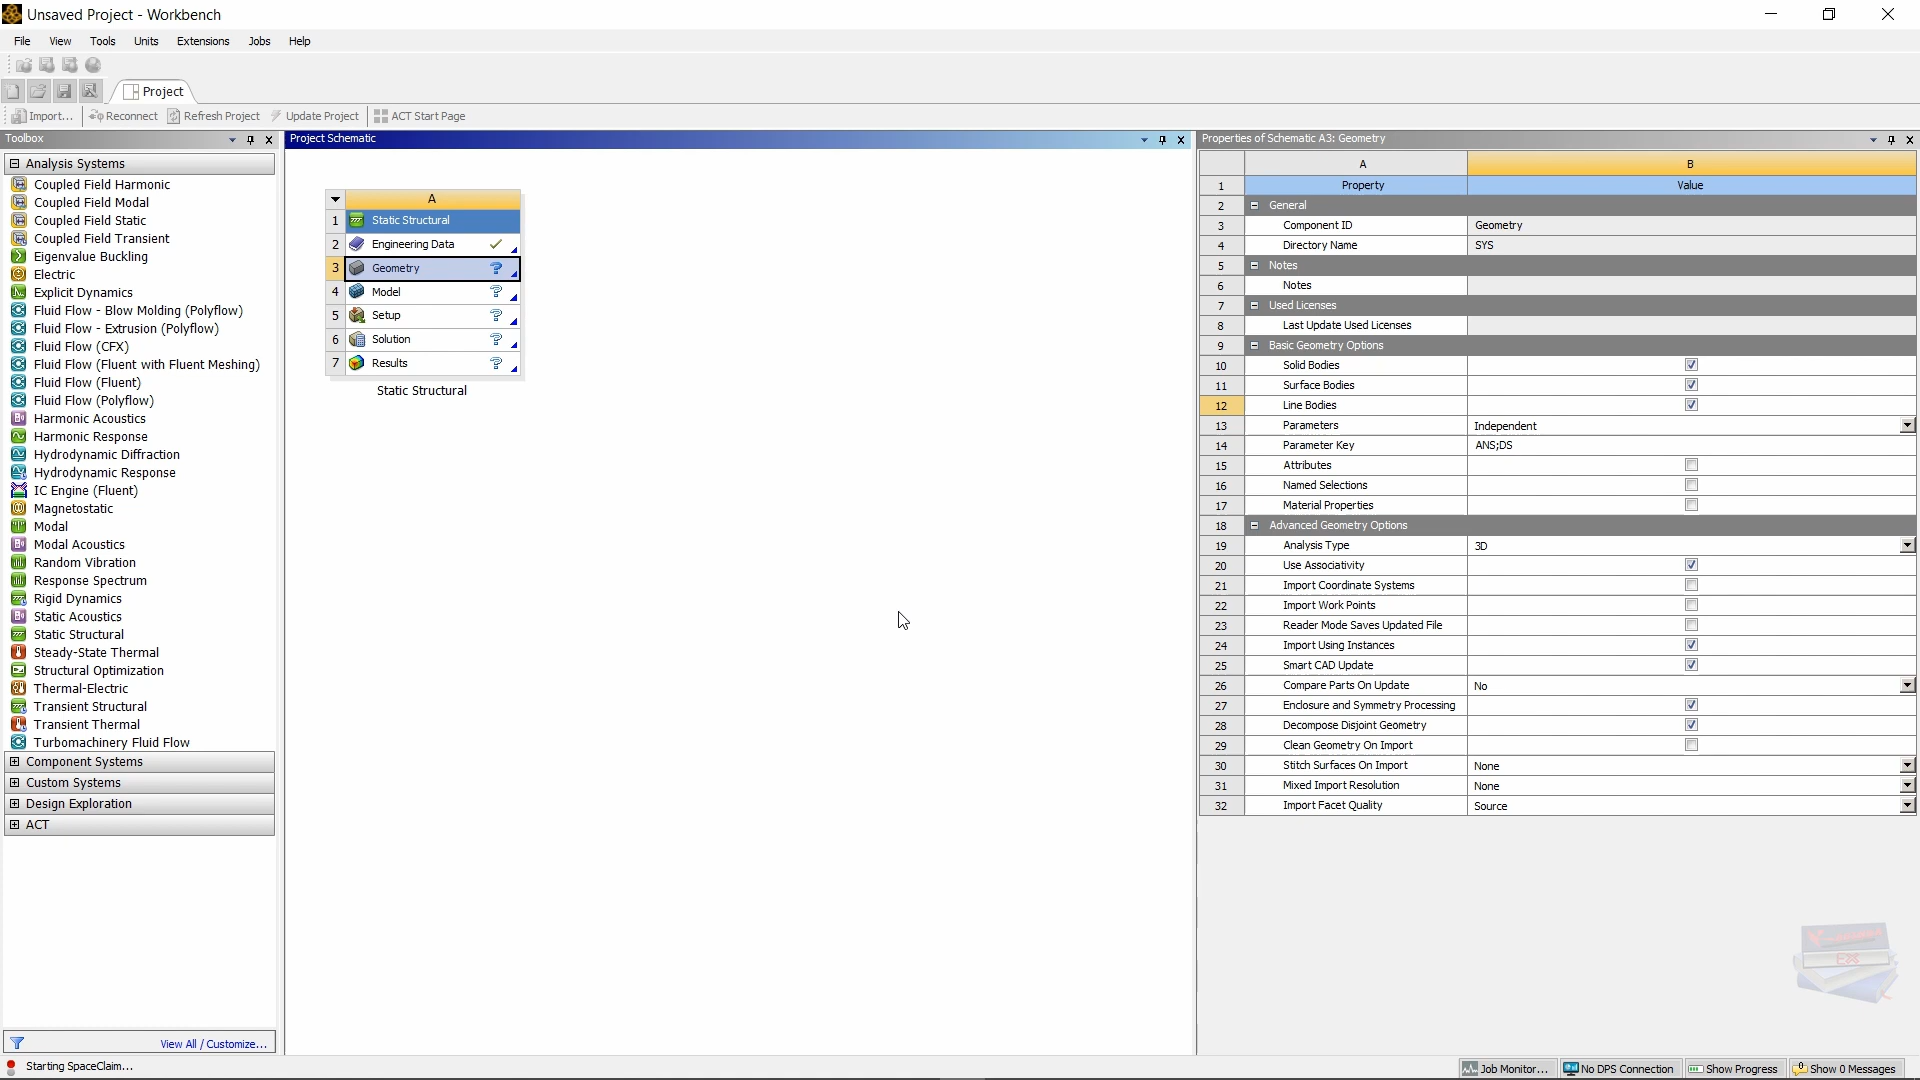 Unsaved Project - Workbench
File View Tools Units Extensions Jobs Help
Project
Import... Reconnect Refresh Project Update Project ACT Start Page
Toolbox
Analysis Systems
Coupled Field Harmonic
Coupled Field Modal
Coupled Field Static
Coupled Field Transient
Eigenvalue Buckling
Electric
Explicit Dynamics
Fluid Flow - Blow Molding (Polyflow)
Fluid Flow - Extrusion (Polyflow)
Fluid Flow (CFX)
Fluid Flow (Fluent with Fluent Meshing)
Fluid Flow (Fluent)
Fluid Flow (Polyflow)
Harmonic Acoustics
Harmonic Response
Hydrodynamic Diffraction
Hydrodynamic Response
IC Engine (Fluent)
Magnetostatic
Modal
Modal Acoustics
Random Vibration
Response Spectrum
Rigid Dynamics
Static Acoustics
Static Structural
Steady-State Thermal
Structural Optimization
Thermal-Electric
Transient Structural
Transient Thermal
Turbomachinery Fluid Flow
Component Systems
Custom Systems
Design Exploration
ACT
View All / Customize...
Project Schematic
A
1 Static Structural
2 Engineering Data
3 Geometry ?
4 Model ?
5 Setup ?
6 Solution ?
7 Results ?
Static Structural
Properties of Schematic A3: Geometry
A B
1 Property Value
2 General
3 Component ID Geometry
4 Directory Name SYS
5 Notes
6 Notes
7 Used Licenses
8 Last Update Used Licenses
9 Basic Geometry Options
10 Solid Bodies
11 Surface Bodies
12 Line Bodies
13 Parameters Independent
14 Parameter Key ANS;DS
15 Attributes
16 Named Selections
17 Material Properties
18 Advanced Geometry Options
19 Analysis Type 3D
20 Use Associativity
21 Import Coordinate Systems
22 Import Work Points
23 Reader Mode Saves Updated File
24 Import Using Instances
25 Smart CAD Update
26 Compare Parts On Update No
27 Enclosure and Symmetry Processing
28 Decompose Disjoint Geometry
29 Clean Geometry On Import
30 Stitch Surfaces On Import None
31 Mixed Import Resolution None
32 Import Facet Quality Source
EX
Starting SpaceClaim...
Job Monitor... No DPS Connection Show Progress Show 0 Messages